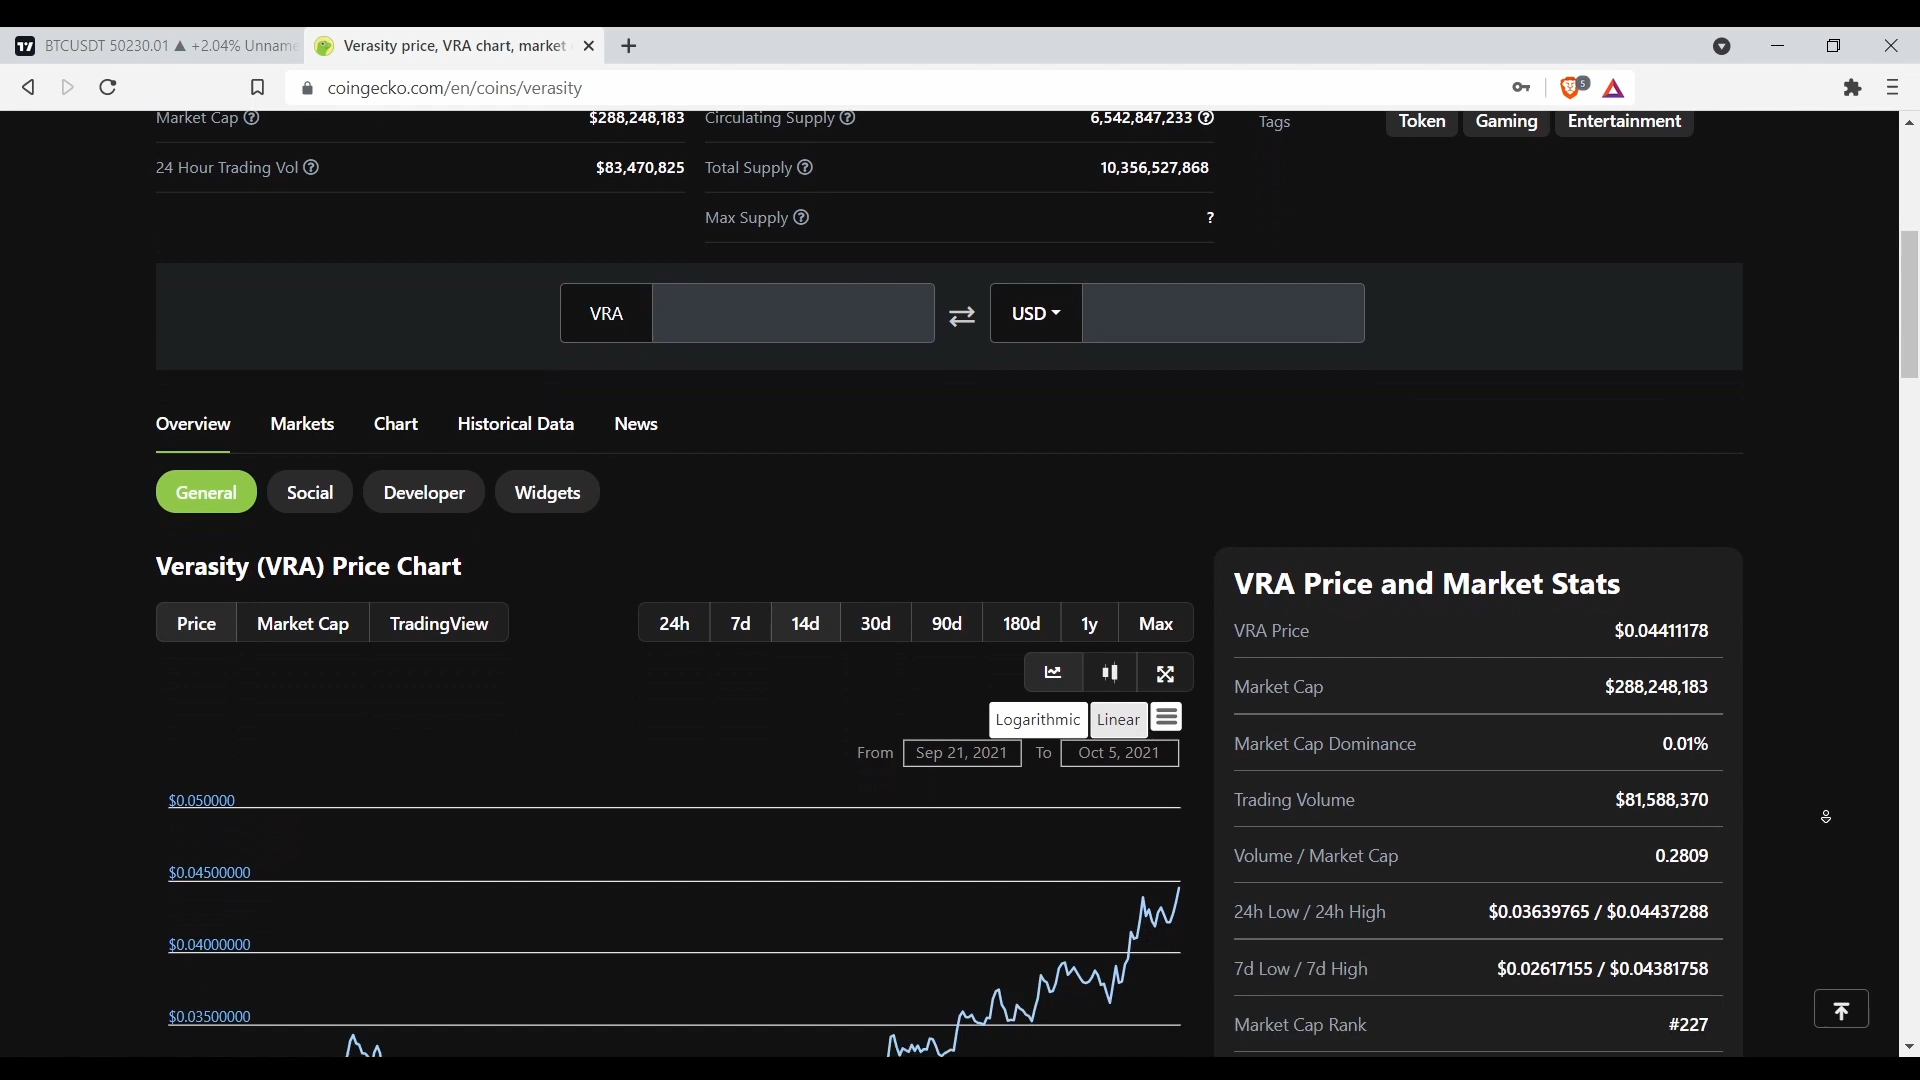 BTCUSDT 50230.01 ▲ +2.04% Unname
Verasity price, VRA chart, market
coingecko.com/en/coins/verasity
5
Market Cap
$288,248,183
Circulating Supply
6,542,847,233
Tags
Token
Gaming
Entertainment
24 Hour Trading Vol
$83,470,825
Total Supply
10,356,527,868
Max Supply
?
VRA
USD
Overview
Markets
Chart
Historical Data
News
General
Social
Developer
Widgets
Verasity (VRA) Price Chart
Price
Market Cap
TradingView
24h
7d
14d
30d
90d
180d
1y
Max
Logarithmic
Linear
From
Sep 21, 2021
To
Oct 5, 2021
$0.050000
$0.04500000
$0.04000000
$0.03500000
VRA Price and Market Stats
VRA Price
$0.04411178
Market Cap
$288,248,183
Market Cap Dominance
0.01%
Trading Volume
$81,588,370
Volume / Market Cap
0.2809
24h Low / 24h High
$0.03639765 / $0.04437288
7d Low / 7d High
$0.02617155 / $0.04381758
Market Cap Rank
#227